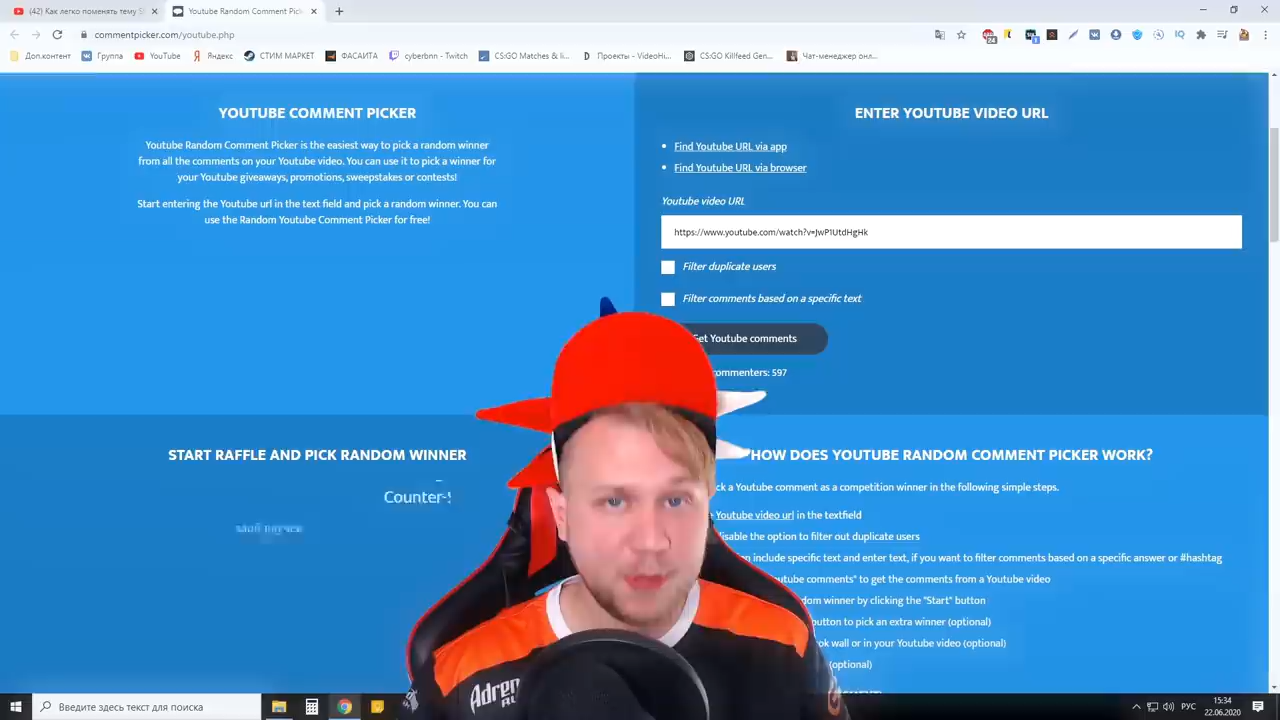 (42) Как легко поменять тему S
Youtube Random Comment Pick
commentpicker.com/youtube.php
Доп.контент
Группа
YouTube
Яндекс
СТИМ МАРКЕТ
ФАСАИТА
cyberbnn - Twitch
CS:GO Matches & li...
Проекты - VideoHi...
CS:GO Killfeed Gen...
Чат-менеджер онл...
YOUTUBE COMMENT PICKER
Youtube Random Comment Picker is the easiest way to pick a random winner
from all the comments on your Youtube video. You can use it to pick a winner for
your Youtube giveaways, promotions, sweepstakes or contests!
Start entering the Youtube url in the text field and pick a random winner. You can
use the Random Youtube Comment Picker for free!
ENTER YOUTUBE VIDEO URL
Find Youtube URL via app
Find Youtube URL via browser
Youtube video URL
https://www.youtube.com/watch?v=JwP1UtdHgHk
Filter duplicate users
Filter comments based on a specific text
Get Youtube comments
ommenters: 597
START RAFFLE AND PICK RANDOM WINNER
Counter-S
HOW DOES YOUTUBE RANDOM COMMENT PICKER WORK?
ck a Youtube comment as a competition winner in the following simple steps.
Youtube video url in the textfield
disable the option to filter out duplicate users
on include specific text and enter text, if you want to filter comments based on a specific answer or #hashtag
outube comments" to get the comments from a Youtube video
dom winner by clicking the "Start" button
button to pick an extra winner (optional)
ok wall or in your Youtube video (optional)
(optional)
Adren
Введите здесь текст для поиска
РУС
15:34
22.06.2020